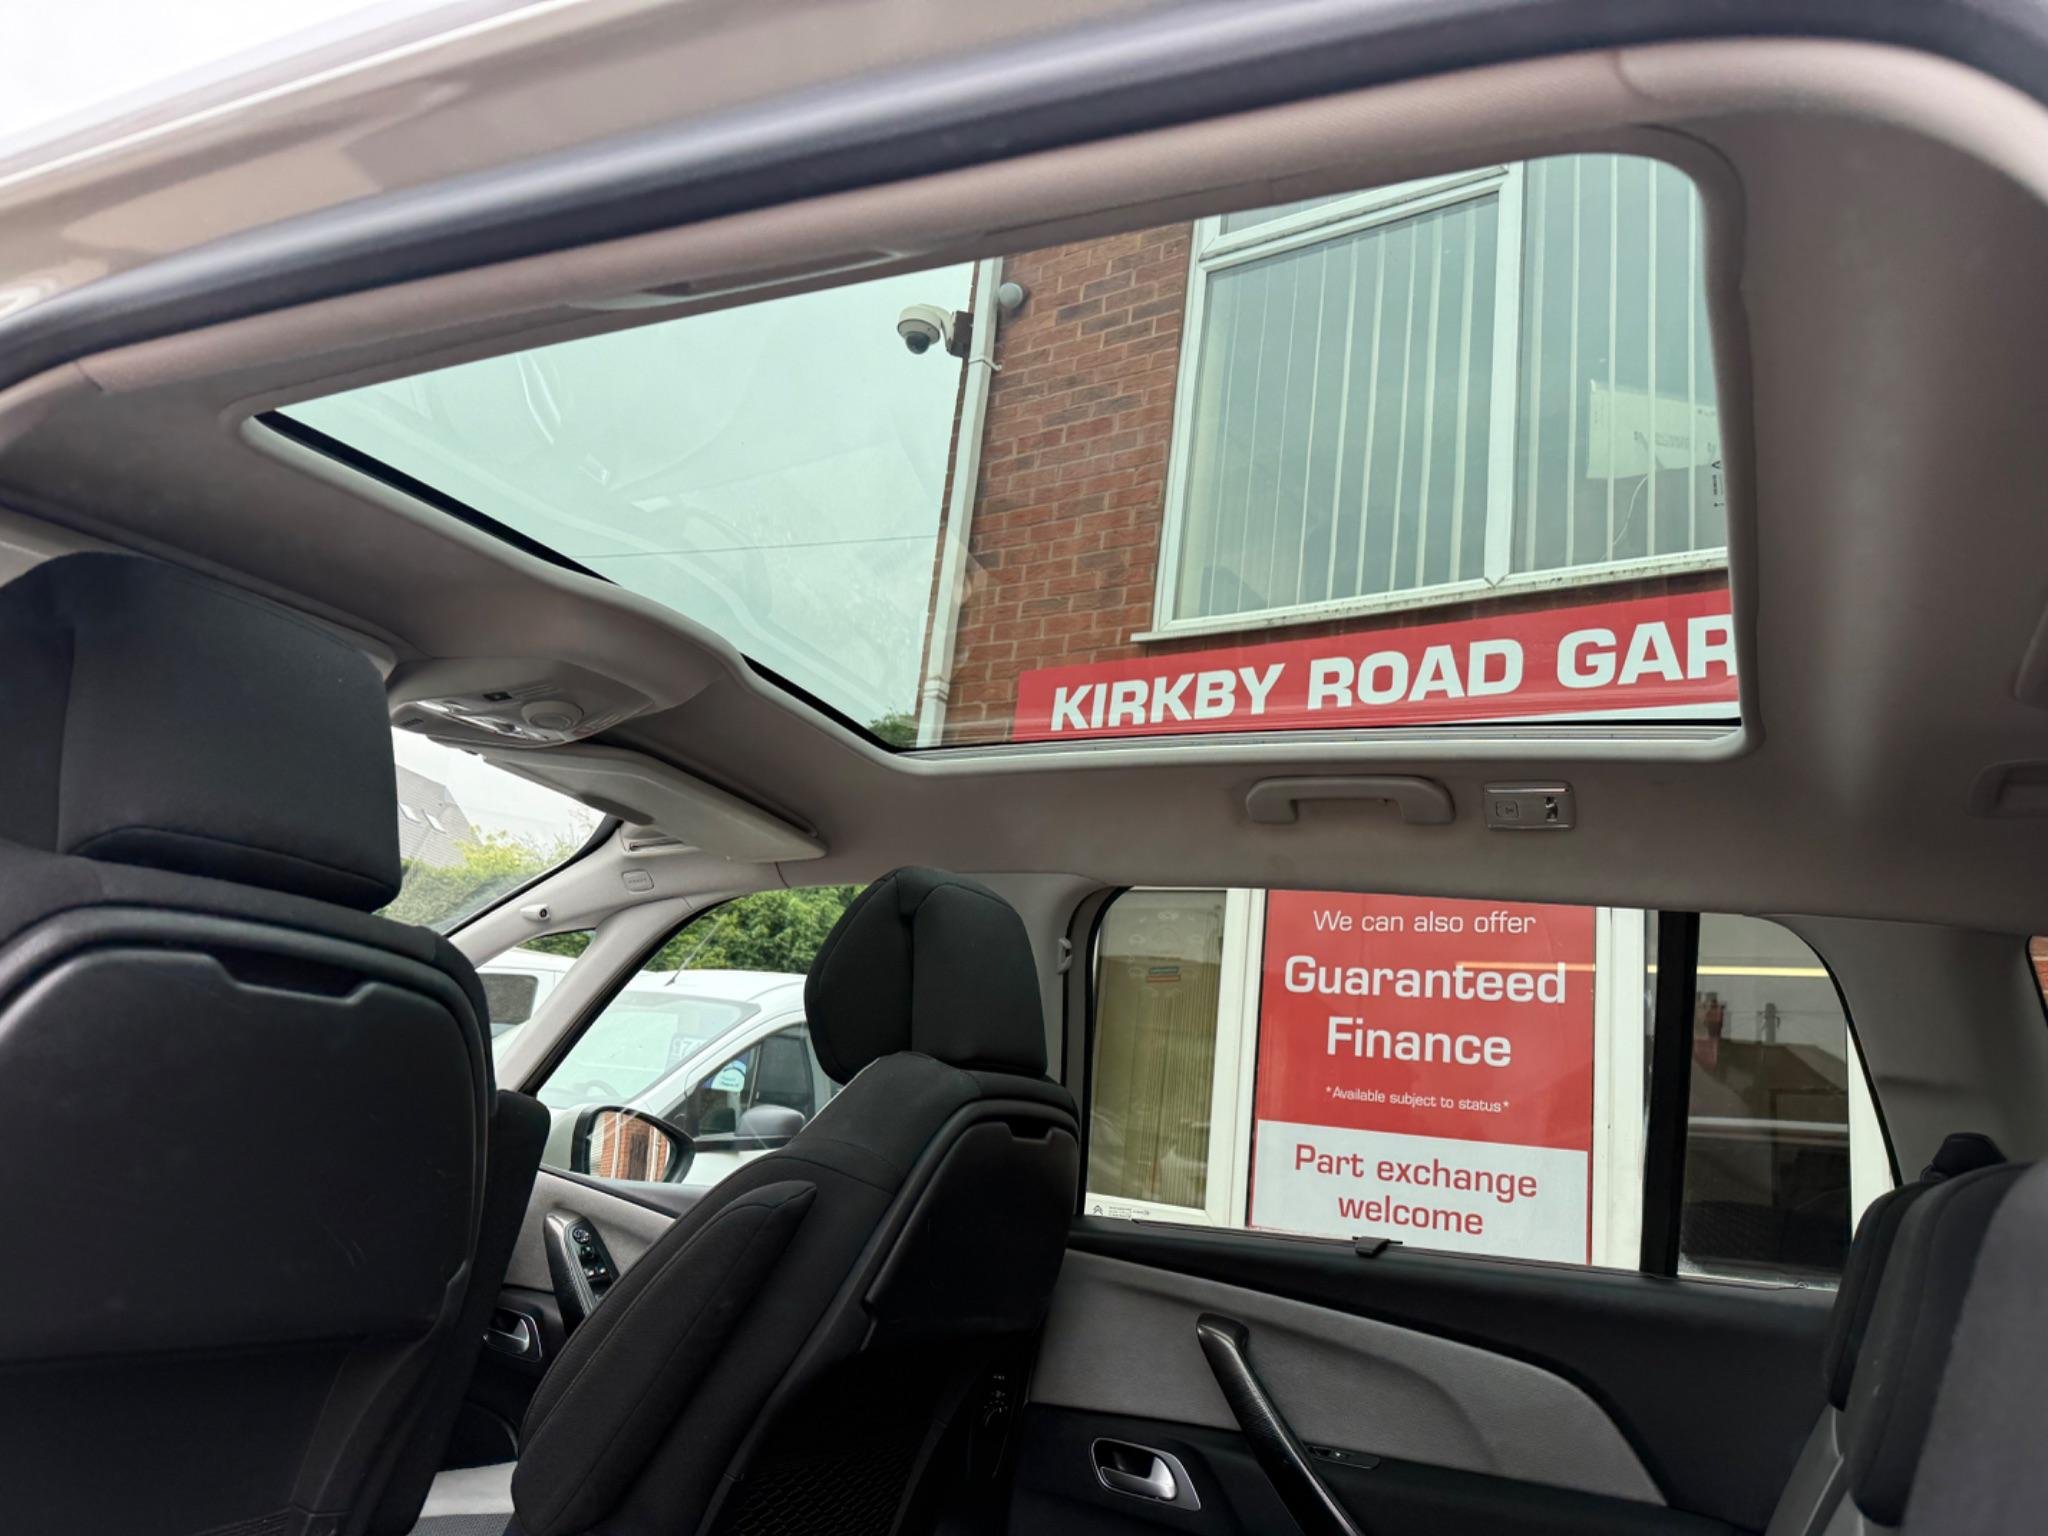 KIRKBY ROAD GAR
We can also offer
Guaranteed
Finance
*Available subject to status*
Part exchange
welcome